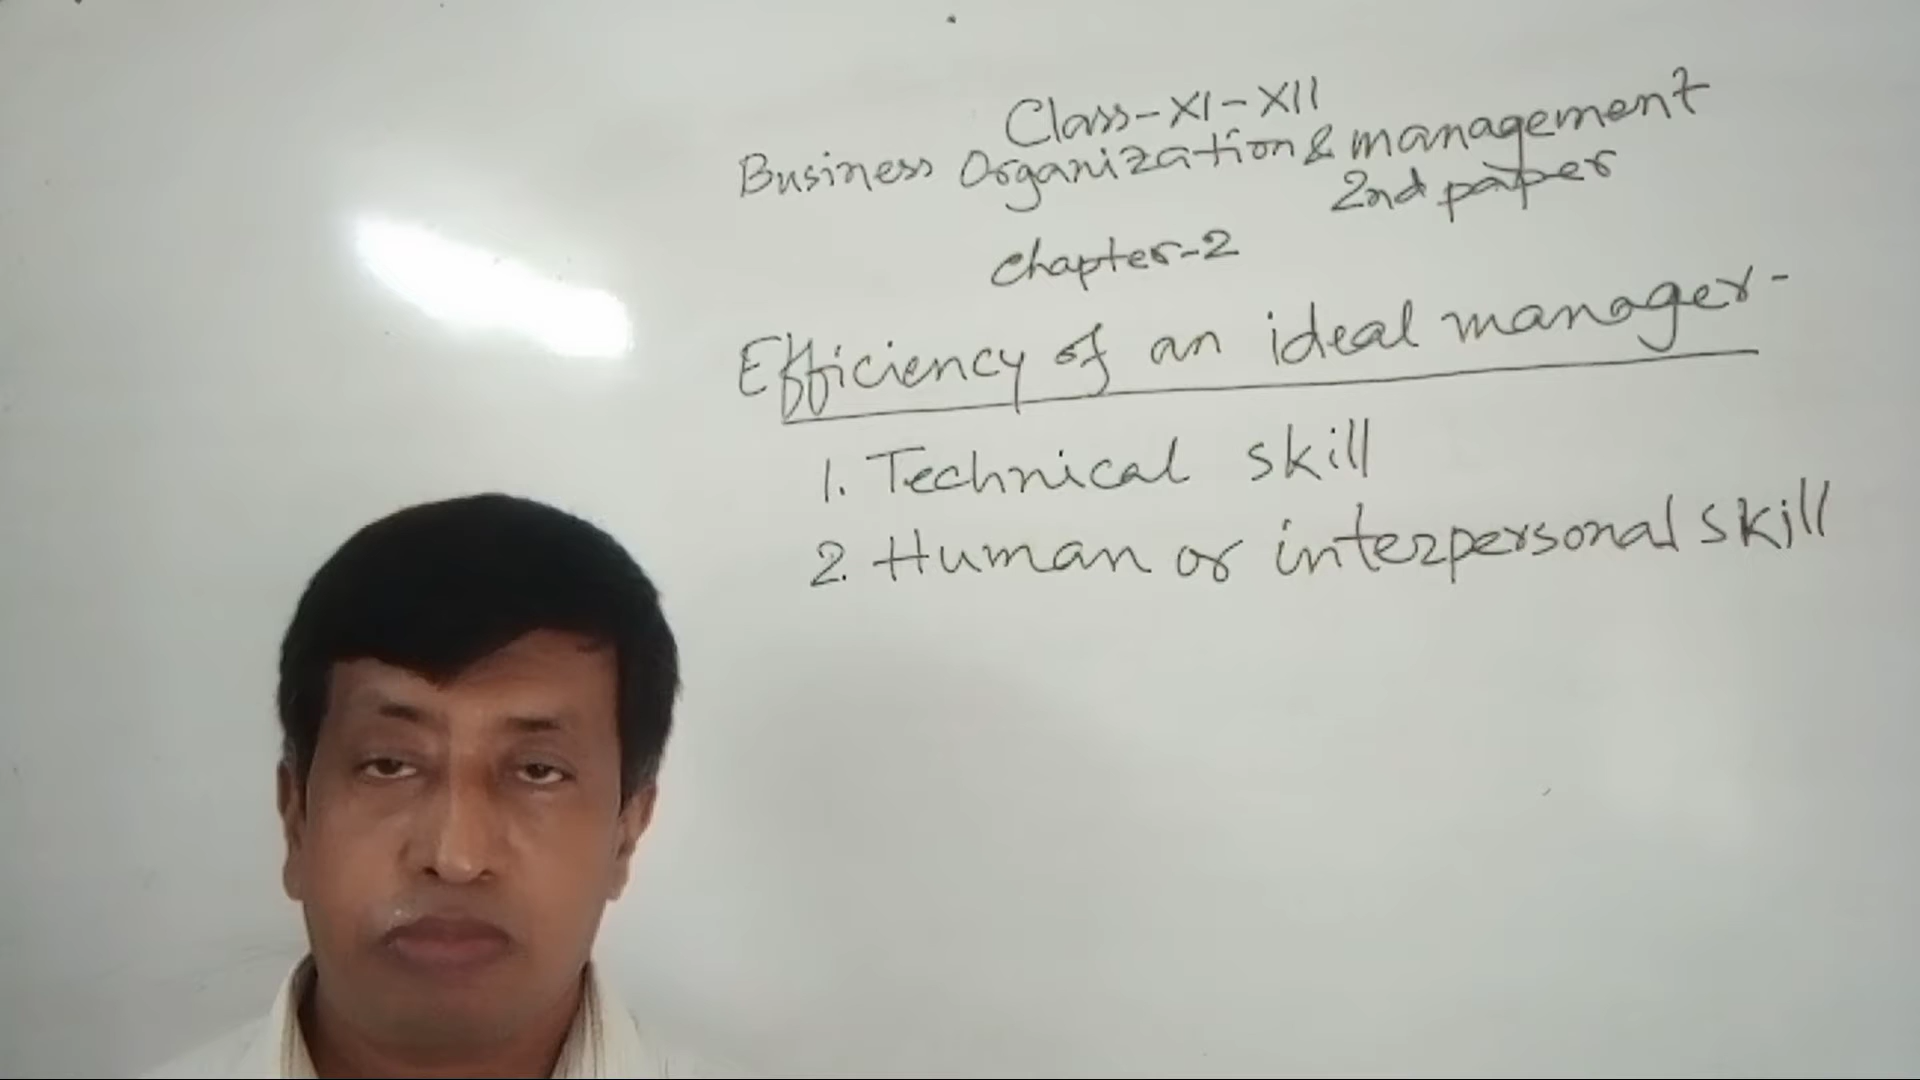 Class-XI-XII
Business Organization & management
2nd paper
Chapter-2
Efficiency of an ideal manager-
1. Technical skill
2. Human or interpersonal skill